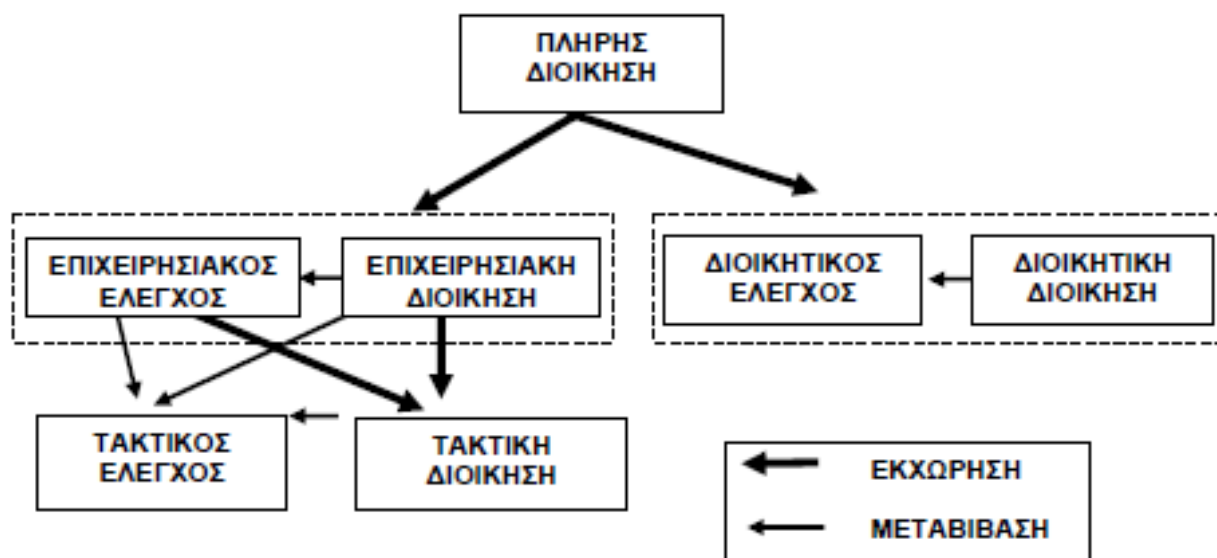 ΠΛΗΡΗΣ
ΔΙΟΙΚΗΣΗ
ΕΠΙΧΕΙΡΗΣΙΑΚΟΣ
ΕΛΕΓΧΟΣ
ΕΠΙΧΕΙΡΗΣΙΑΚΗ
ΔΙΟΙΚΗΣΗ
ΔΙΟΙΚΗΤΙΚΟΣ
ΕΛΕΓΧΟΣ
ΔΙΟΙΚΗΤΙΚΗ
ΔΙΟΙΚΗΣΗ
ΤΑΚΤΙΚΟΣ
ΕΛΕΓΧΟΣ
ΤΑΚΤΙΚΗ
ΔΙΟΙΚΗΣΗ
ΕΚΧΩΡΗΣΗ
ΜΕΤΑΒΙΒΑΣΗ